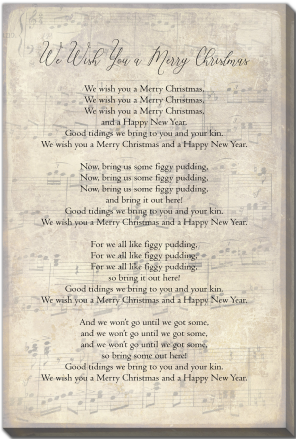 We Wish You a Merry Christmas
We wish you a Merry Christmas,
We wish you a Merry Christmas,
We wish you a Merry Christmas,
and a Happy New Year.
Good tidings we bring to you and your kin.
We wish you a Merry Christmas and a Happy New Year.
Now, bring us some figgy pudding,
Now, bring us some figgy pudding,
Now, bring us some figgy pudding,
and bring it out here!
Good tidings we bring to you and your kin.
We wish you a Merry Christmas and a Happy New Year.
For we all like figgy pudding,
For we all like figgy pudding,
For we all like figgy pudding,
so bring it out here!
Good tidings we bring to you and your kin.
We wish you a Merry Christmas and a Happy New Year.
And we won't go until we got some,
and we won't go until we got some,
and we won't go until we got some,
so bring some out here!
Good tidings we bring to you and your kin.
We wish you a Merry Christmas and a Happy New Year.